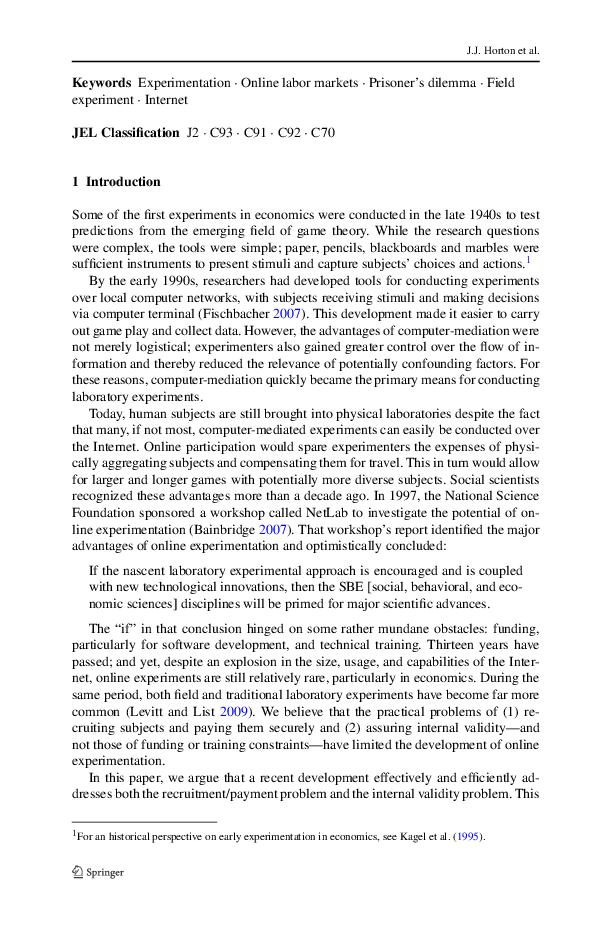 J.J. Horton et al.
Keywords Experimentation · Online labor markets · Prisoner's dilemma · Field
experiment · Internet
JEL Classification J2 · C93 · C91 · C92 · C70
1 Introduction
Some of the first experiments in economics were conducted in the late 1940s to test
predictions from the emerging field of game theory. While the research questions
were complex, the tools were simple; paper, pencils, blackboards and marbles were
sufficient instruments to present stimuli and capture subjects' choices and actions.1
By the early 1990s, researchers had developed tools for conducting experiments
over local computer networks, with subjects receiving stimuli and making decisions
via computer terminal (Fischbacher 2007). This development made it easier to carry
out game play and collect data. However, the advantages of computer-mediation were
not merely logistical; experimenters also gained greater control over the flow of in-
formation and thereby reduced the relevance of potentially confounding factors. For
these reasons, computer-mediation quickly became the primary means for conducting
laboratory experiments.
Today, human subjects are still brought into physical laboratories despite the fact
that many, if not most, computer-mediated experiments can easily be conducted over
the Internet. Online participation would spare experimenters the expenses of physi-
cally aggregating subjects and compensating them for travel. This in turn would allow
for larger and longer games with potentially more diverse subjects. Social scientists
recognized these advantages more than a decade ago. In 1997, the National Science
Foundation sponsored a workshop called NetLab to investigate the potential of on-
line experimentation (Bainbridge 2007). That workshop's report identified the major
advantages of online experimentation and optimistically concluded:
If the nascent laboratory experimental approach is encouraged and is coupled
with new technological innovations, then the SBE [social, behavioral, and eco-
nomic sciences] disciplines will be primed for major scientific advances.
The "if" in that conclusion hinged on some rather mundane obstacles: funding,
particularly for software development, and technical training. Thirteen years have
passed; and yet, despite an explosion in the size, usage, and capabilities of the Inter-
net, online experiments are still relatively rare, particularly in economics. During the
same period, both field and traditional laboratory experiments have become far more
common (Levitt and List 2009). We believe that the practical problems of (1) re-
cruiting subjects and paying them securely and (2) assuring internal validity—and
not those of funding or training constraints—have limited the development of online
experimentation.
In this paper, we argue that a recent development effectively and efficiently ad-
dresses both the recruitment/payment problem and the internal validity problem. This
1For an historical perspective on early experimentation in economics, see Kagel et al. (1995).
Springer